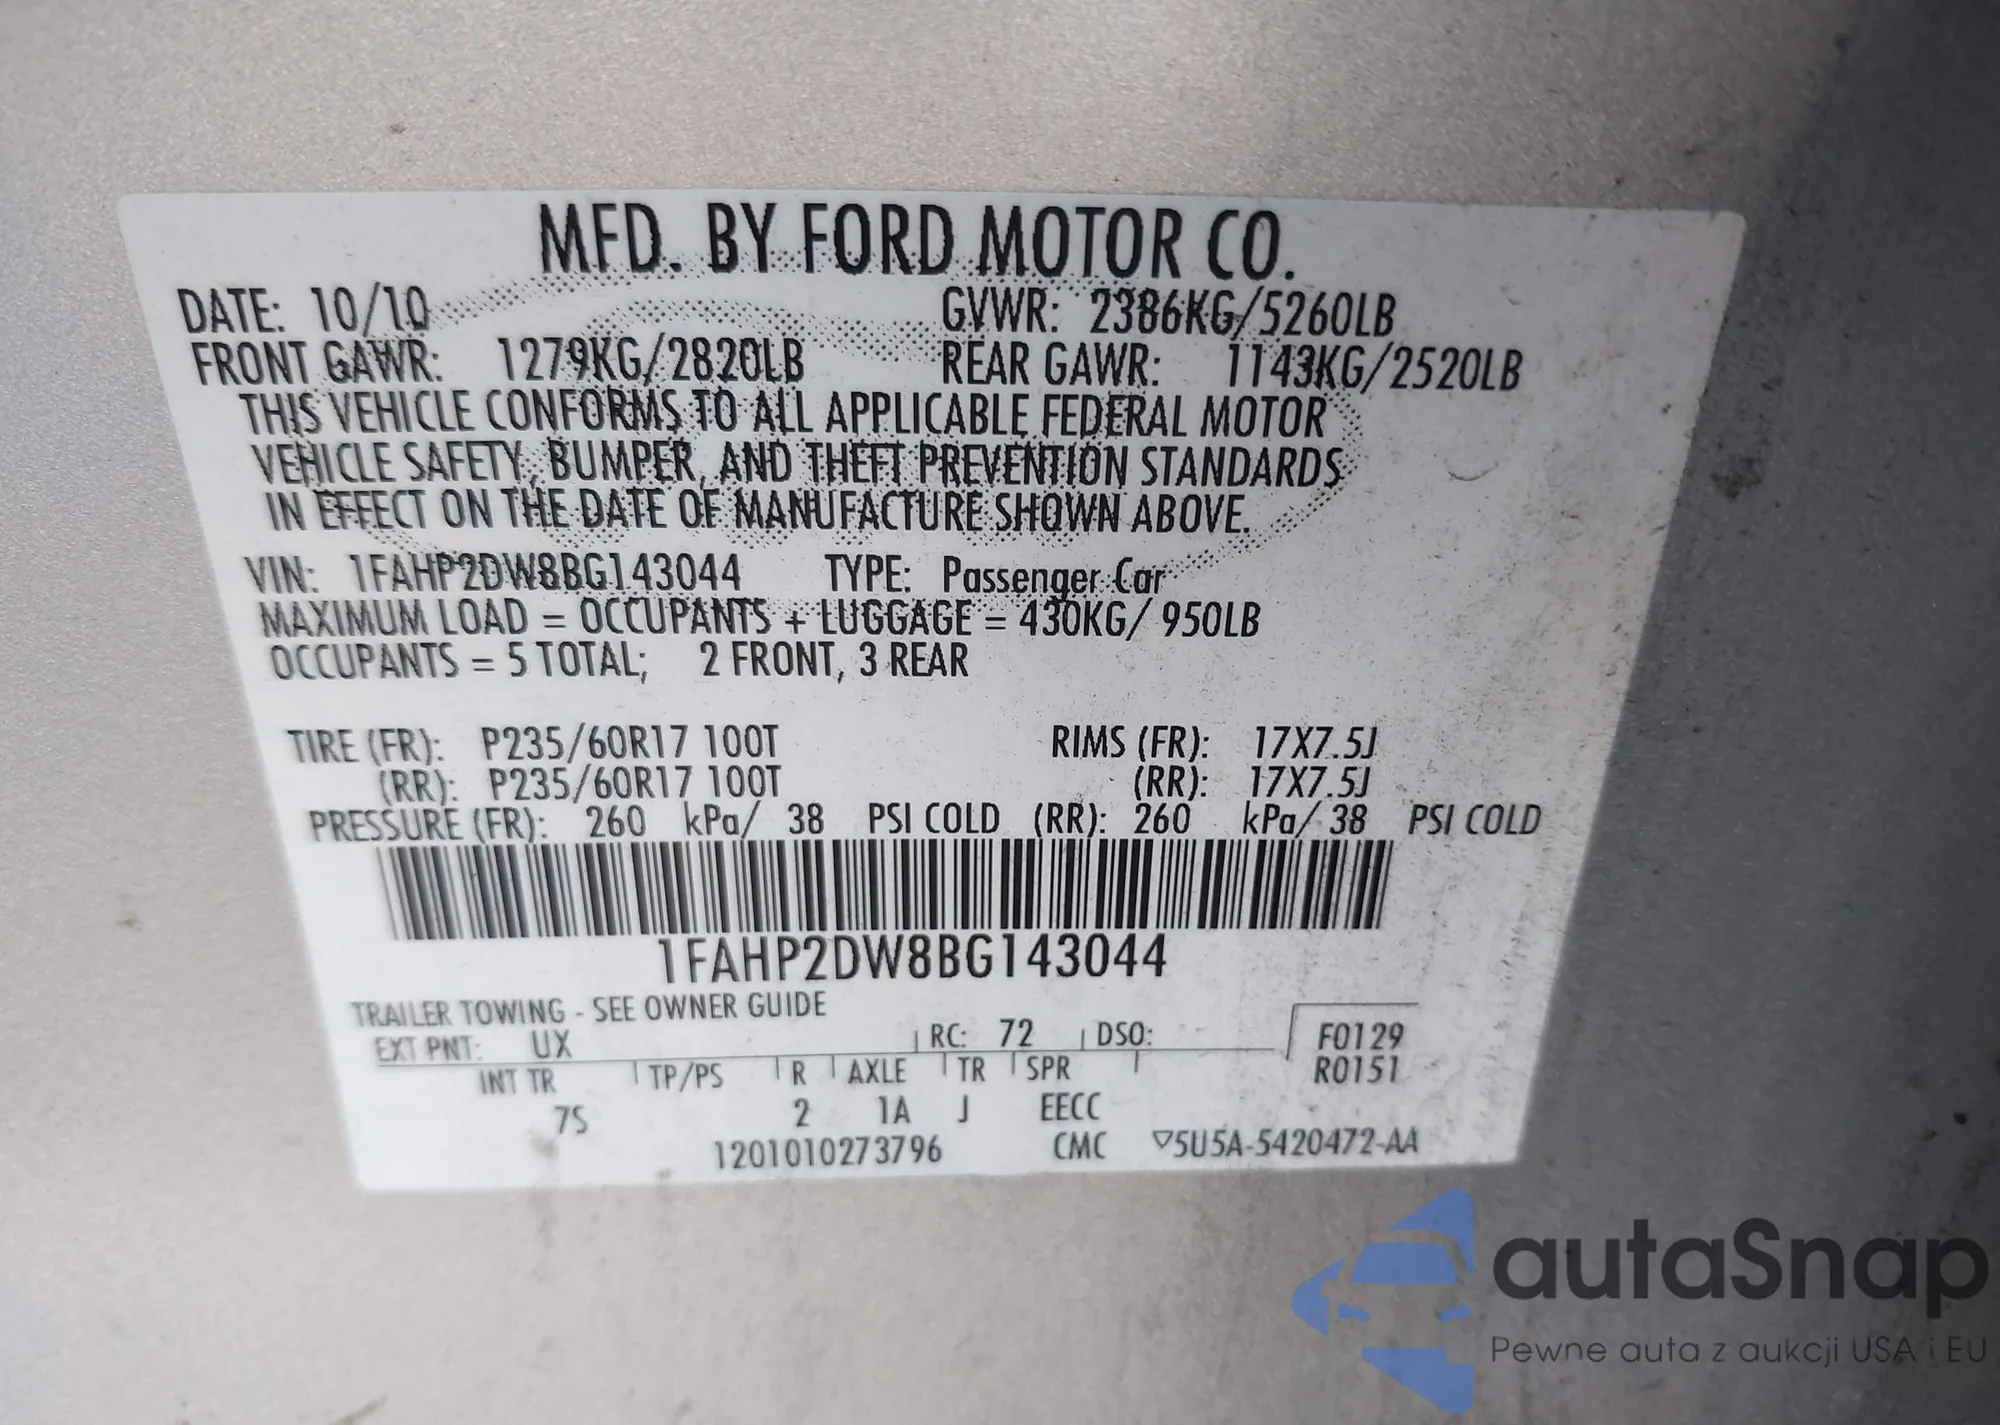 MFD. BY FORD MOTOR CO.
DATE: 10/10 GVWR: 2386KG/5260LB
FRONT GAWR: 1279KG/2820LB REAR GAWR: 1143KG/2520LB
THIS VEHICLE CONFORMS TO ALL APPLICABLE FEDERAL MOTOR
VEHICLE SAFETY, BUMPER, AND THEFT PREVENTION STANDARDS
IN EFFECT ON THE DATE OF MANUFACTURE SHOWN ABOVE.
VIN: 1FAHP2DW8BG143044 TYPE: Passenger Car
MAXIMUM LOAD = OCCUPANTS + LUGGAGE = 430KG/ 950LB
OCCUPANTS = 5 TOTAL; 2 FRONT, 3 REAR
TIRE (FR): P235/60R17 100T RIMS (FR): 17X7.5J
(RR): P235/60R17 100T (RR): 17X7.5J
PRESSURE (FR): 260 kPa/ 38 PSI COLD (RR): 260 kPa/ 38 PSI COLD
1FAHP2DW8BG143044
TRAILER TOWING - SEE OWNER GUIDE
EXT PNT: UX RC: 72 DSO: F0129
INT TR TP/PS R AXLE TR SPR R0151
7S 2 1A J EECC
1201010273796 CMC ▽5U5A-5420472-AA
autaSnap
Pewne auta z aukcji USA i EU